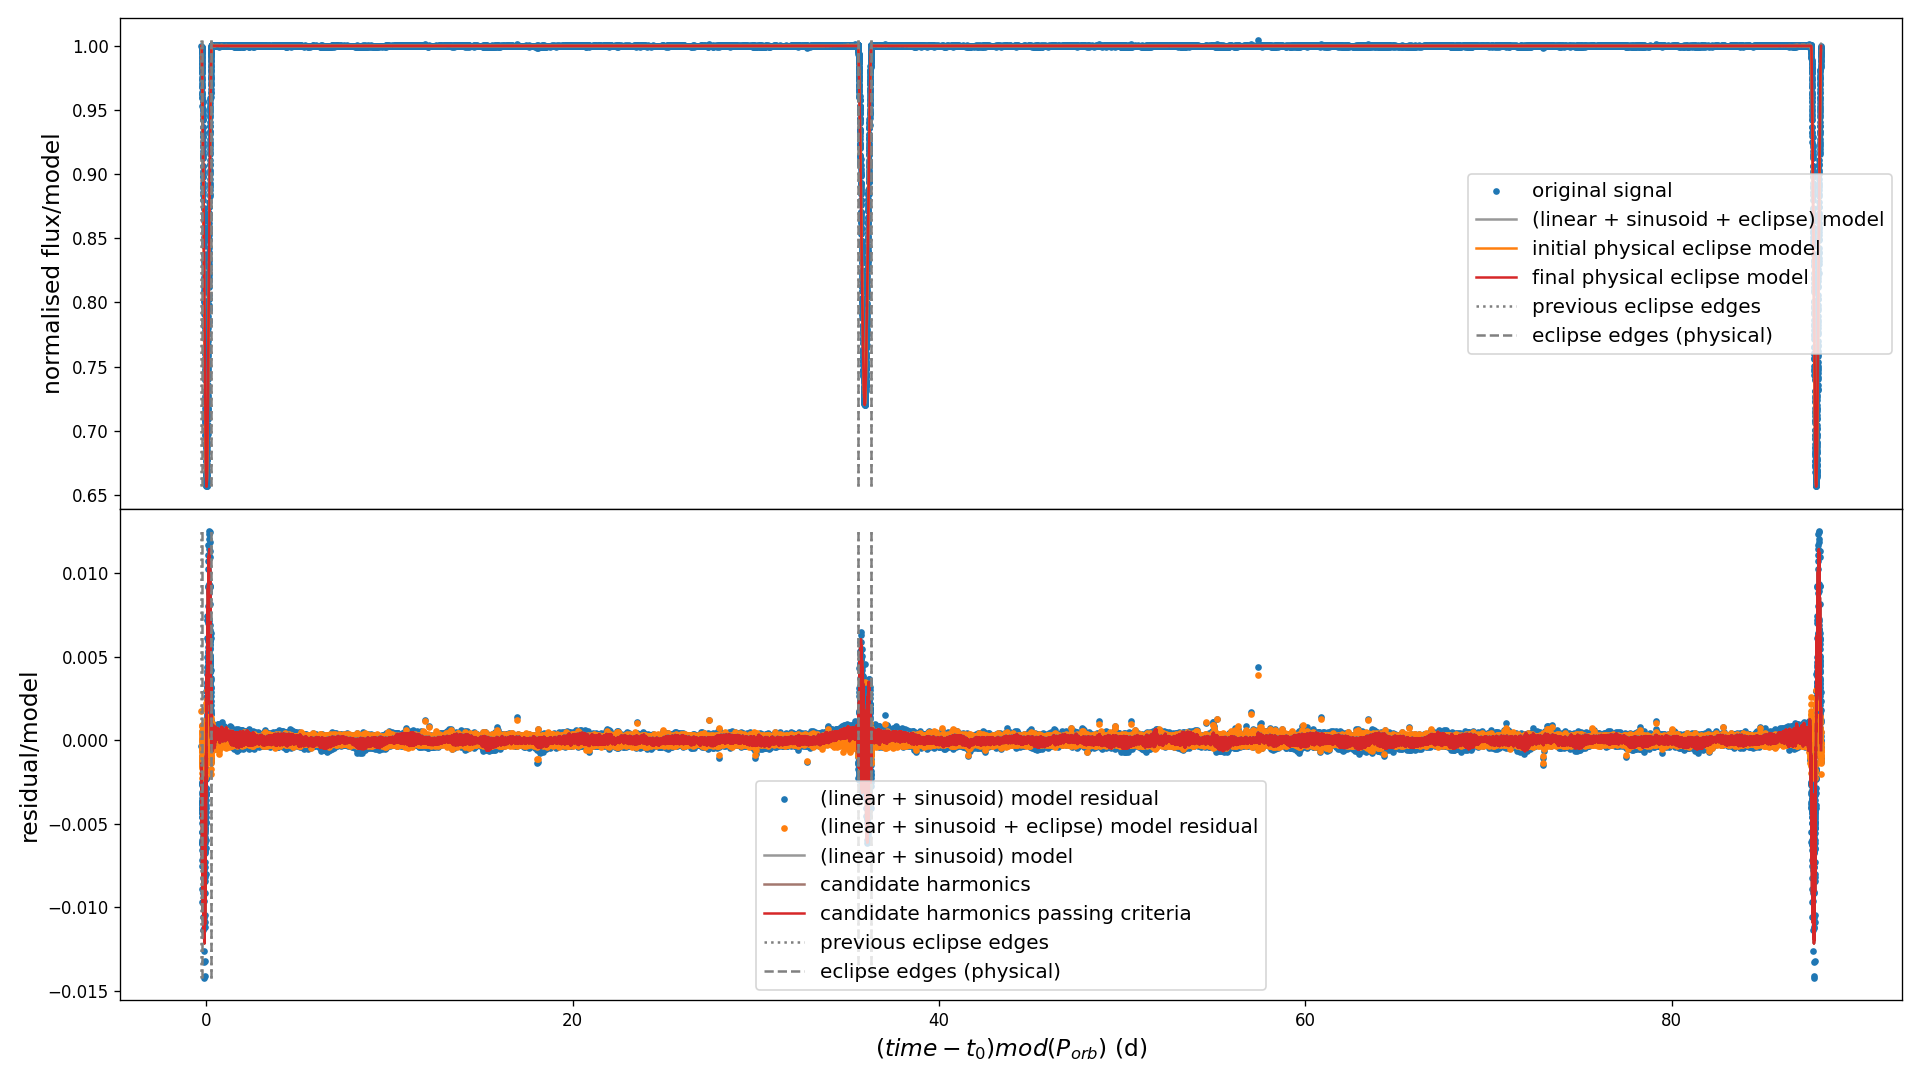 normalised flux/model
1.00
0.95
0.90
0.85
0.80
0.75
0.70
0.65
original signal
(linear + sinusoid + eclipse) model
initial physical eclipse model
final physical eclipse model
previous eclipse edges
eclipse edges (physical)
residual/model
0.010
0.005
0.000
−0.005
−0.010
−0.015
(linear + sinusoid) model residual
(linear + sinusoid + eclipse) model residual
(linear + sinusoid) model
candidate harmonics
candidate harmonics passing criteria
previous eclipse edges
eclipse edges (physical)
0 20 40 60 80
(time − t₀)mod(P_orb) (d)